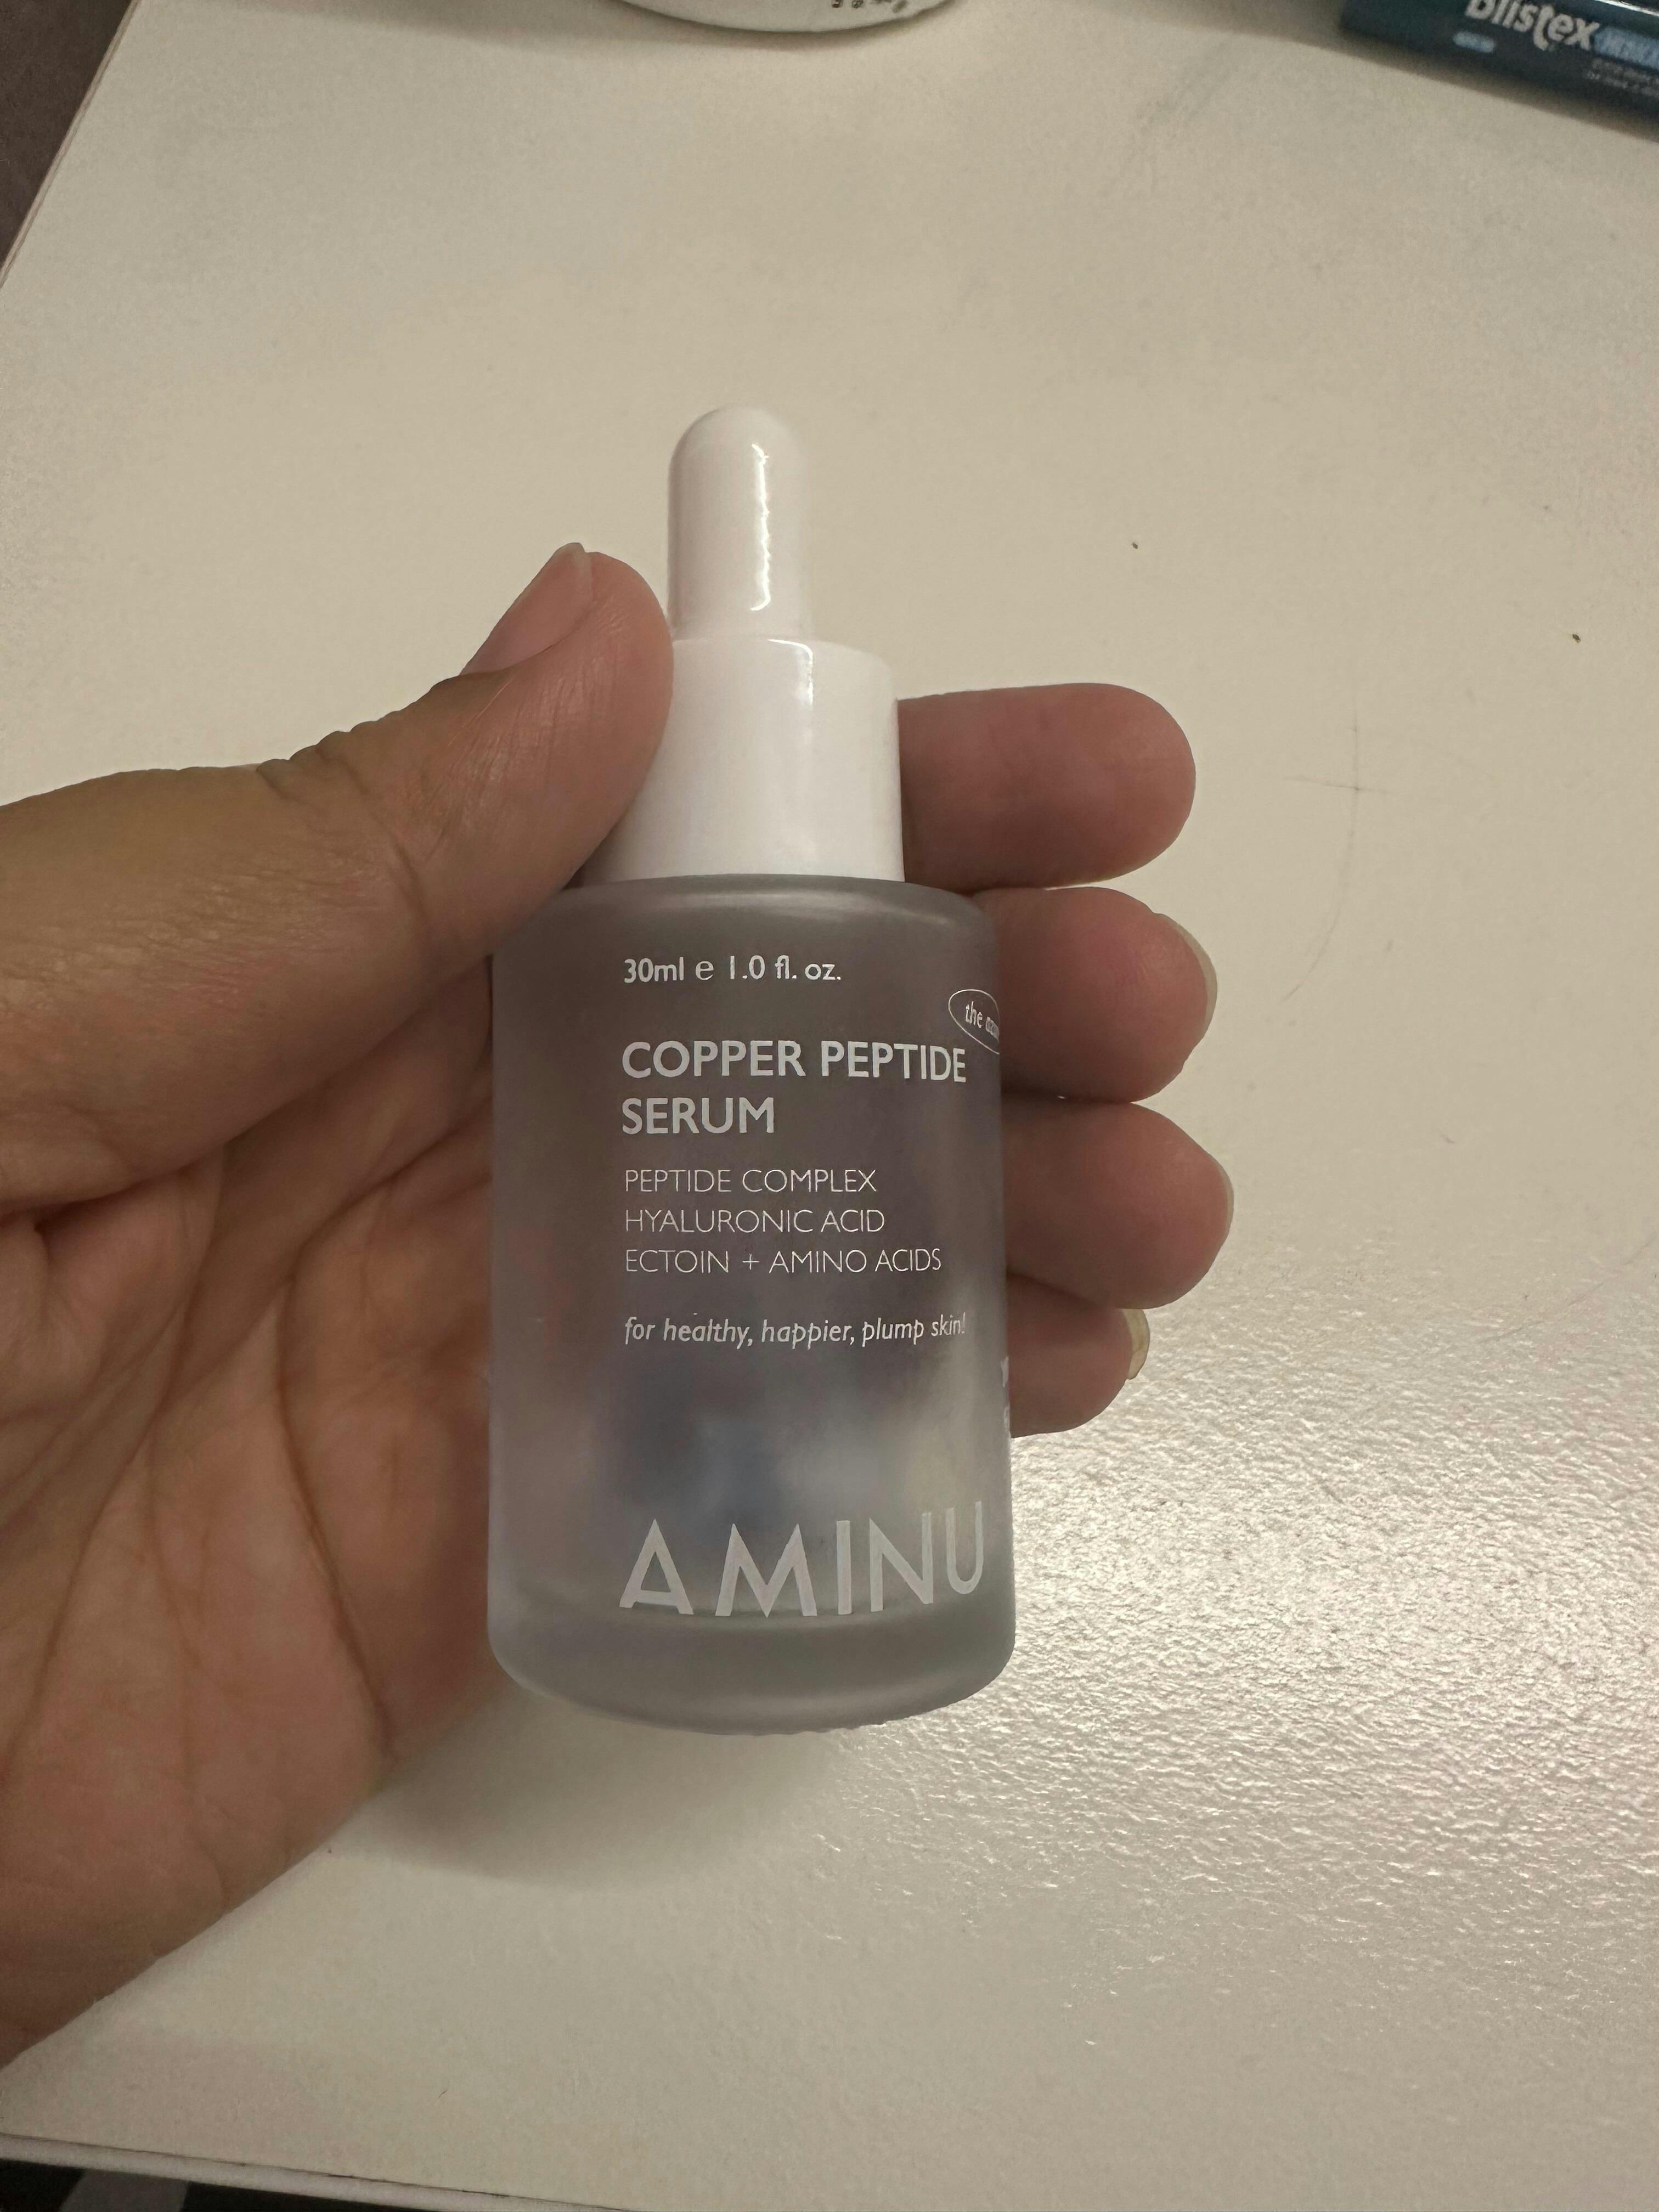 blistex
30ml e 1.0 fl. oz.
the
COPPER PEPTIDE
SERUM
PEPTIDE COMPLEX
HYALURONIC ACID
ECTOIN + AMINO ACIDS
for healthy, happier, plump skin!
AMINU